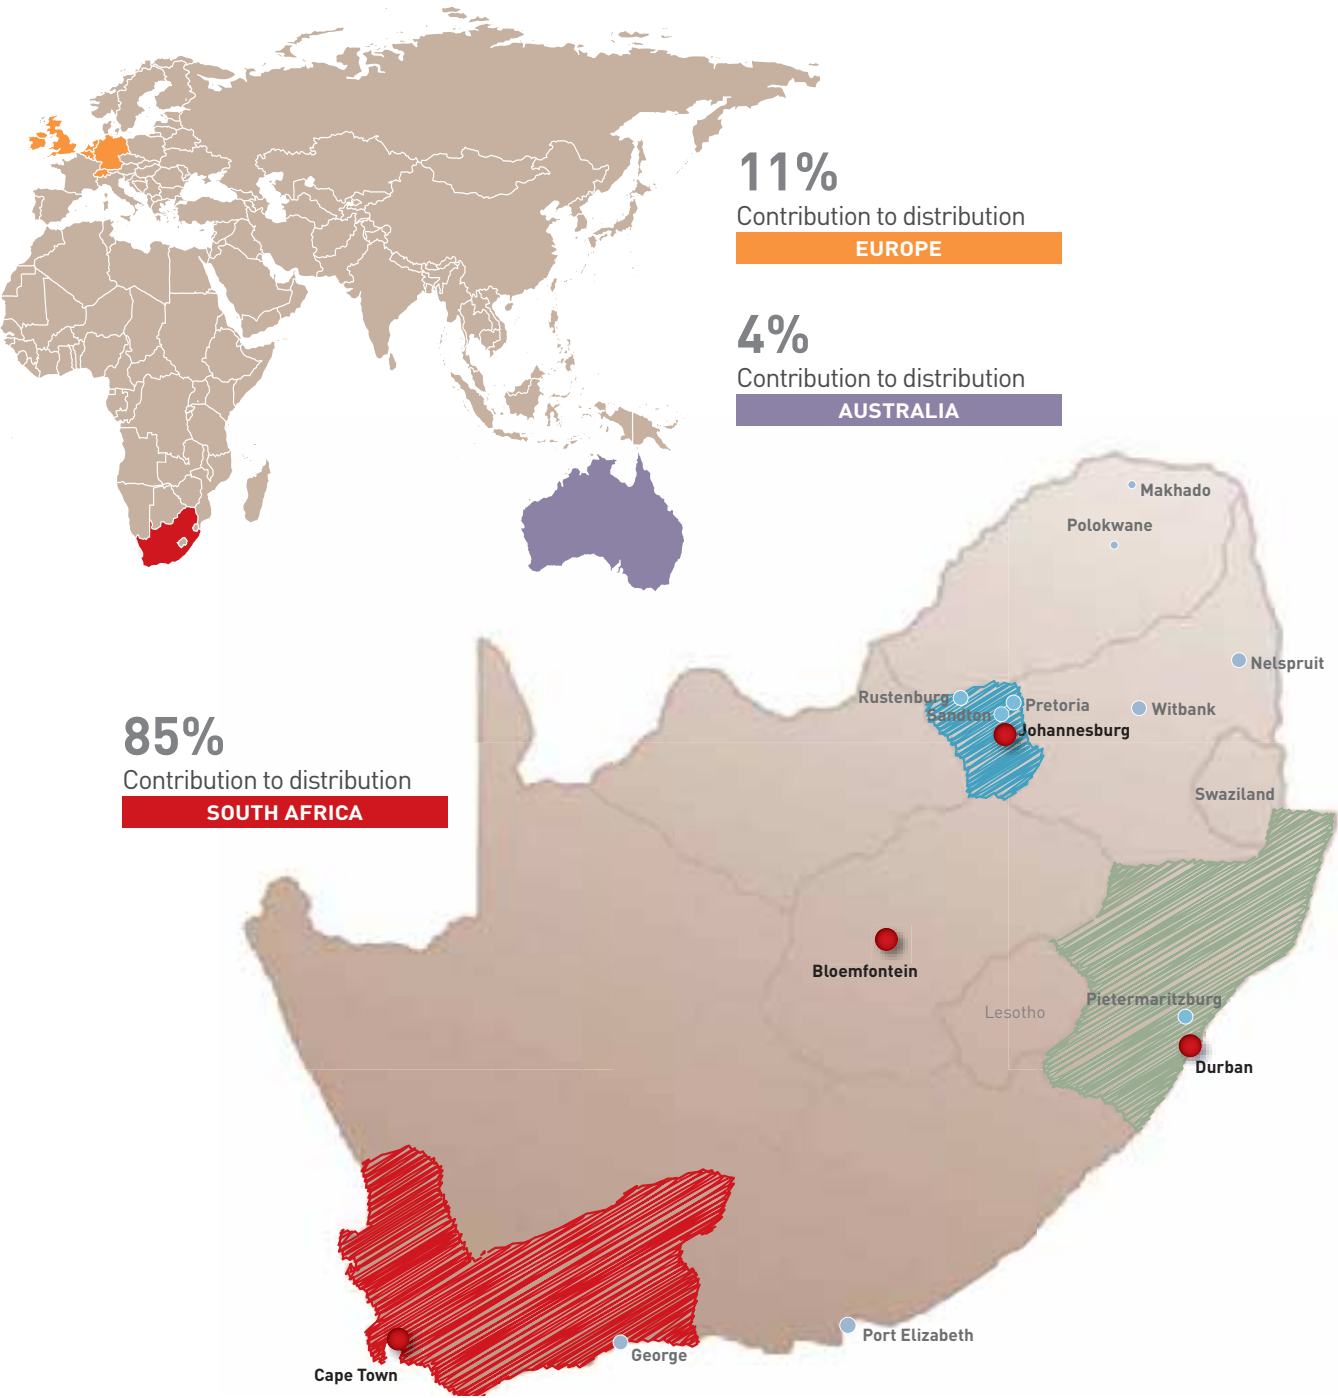 11%
Contribution to distribution
EUROPE
4%
Contribution to distribution
AUSTRALIA
Makhado
Polokwane
Nelspruit
Rustenburg
Pretoria
Witbank
Sandton
Johannesburg
85%
Contribution to distribution
SOUTH AFRICA
Swaziland
Bloemfontein
Pietermaritzburg
Lesotho
Durban
Port Elizabeth
George
Cape Town